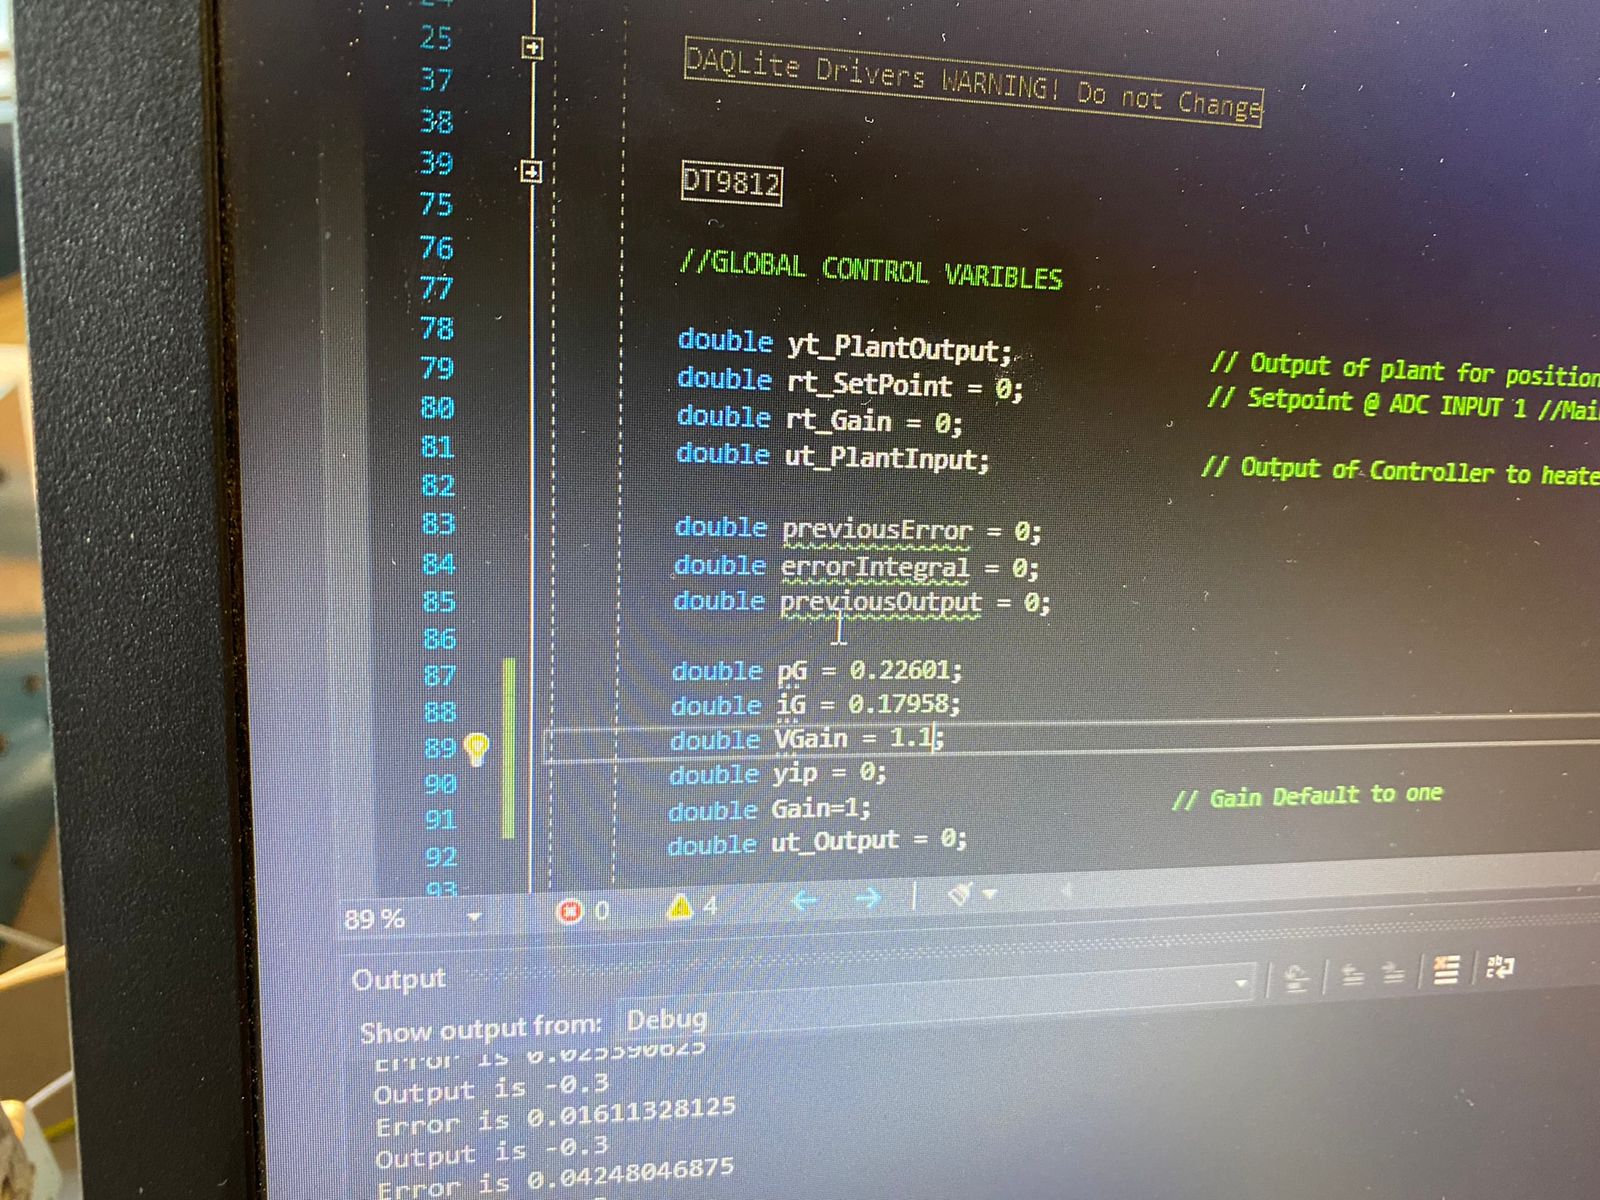 25
37
38
39
75
76
77
78
79
80
81
82
83
84
85
86
87
88
89
90
91
92
93
DAQLite Drivers WARNING! Do not Change
DT9812
//GLOBAL CONTROL VARIBLES
double yt_PlantOutput; // Output of plant for position
double rt_SetPoint = 0; // Setpoint @ ADC INPUT 1 //Mai
double rt_Gain = 0;
double ut_PlantInput; // Output of Controller to heate
double previousError = 0;
double errorIntegral = 0;
double previousOutput = 0;
double pG = 0.22601;
double iG = 0.17958;
double VGain = 1.1;
double yip = 0;
double Gain=1; // Gain Default to one
double ut_Output = 0;
89 % 0 4
Output
Show output from: Debug
Error is
Output is -0.3
Error is 0.01611328125
Output is -0.3
Error is 0.04248046875